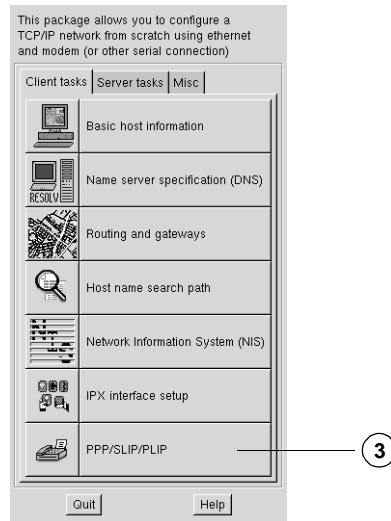 This package allows you to configure a
TCP/IP network from scratch using ethernet
and modem (or other serial connection)
Client tasks Server tasks Misc
Basic host information
RESOLV
Name server specification (DNS)
Routing and gateways
Host name search path
NIS
Network Information System (NIS)
IPX interface setup
PPP/SLIP/PLIP
3
Quit Help